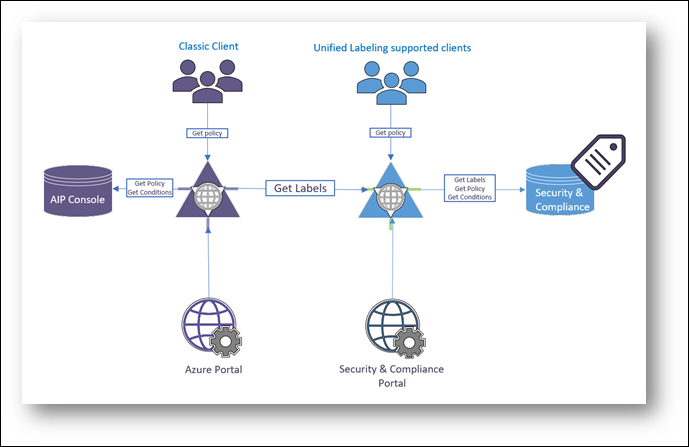 Classic Client
Unified Labeling supported clients
Get policy
Get policy
AIP Console
Get Policy
Get Conditions
Get Labels
Get Labels
Get Policy
Get Conditions
Security &
Compliance
Azure Portal
Security & Compliance
Portal